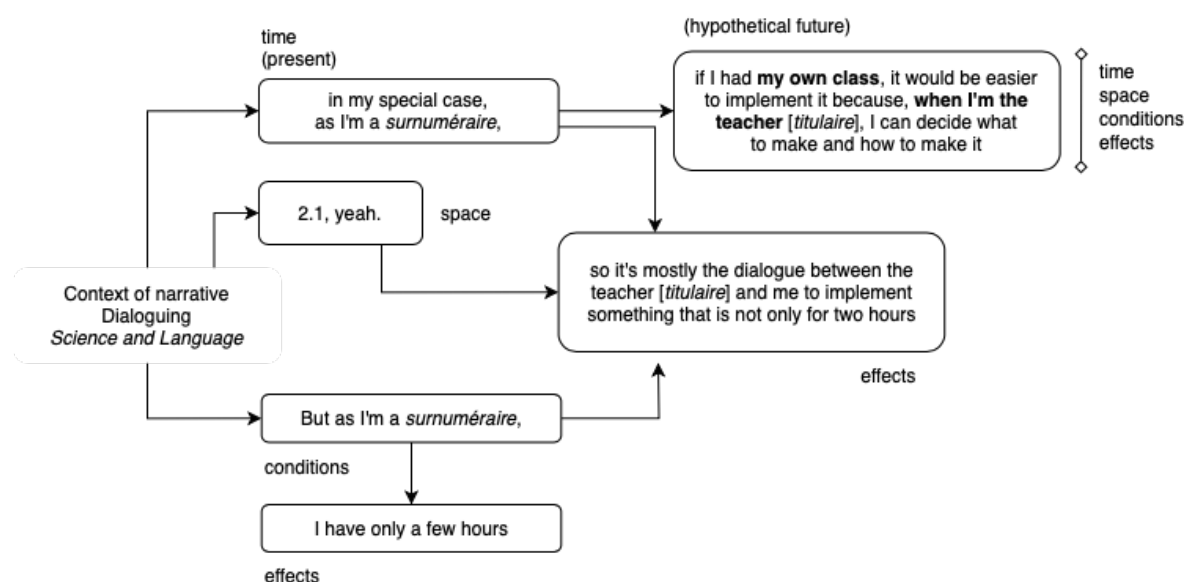 (hypothetical future)
time
(present)
in my special case,
as I'm a surnuméraire,
if I had my own class, it would be easier
to implement it because, when I'm the
teacher [titulaire], I can decide what
to make and how to make it
time
space
conditions
effects
2.1, yeah.
space
Context of narrative
Dialoguing
Science and Language
so it's mostly the dialogue between the
teacher [titulaire] and me to implement
something that is not only for two hours
effects
But as I'm a surnuméraire,
conditions
I have only a few hours
effects